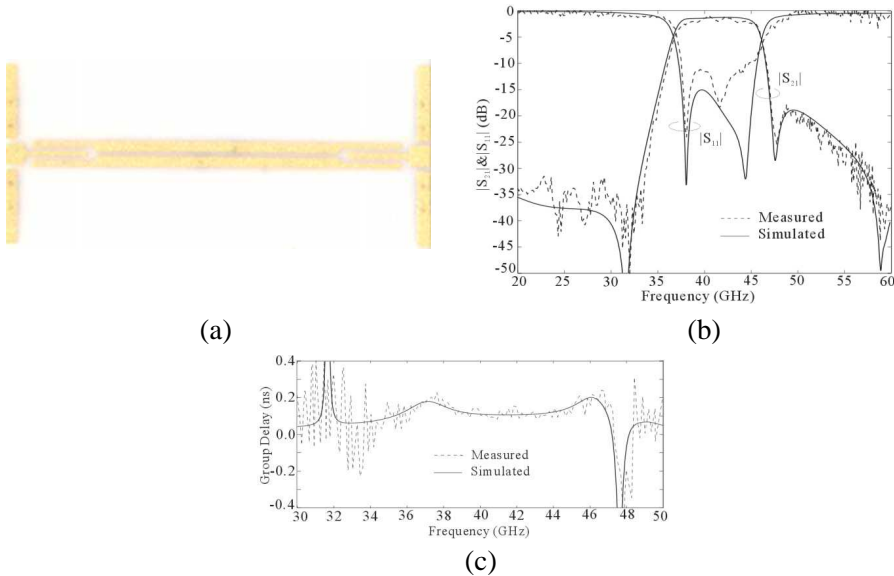 0
-5
-10
-15
-20
-25
-30
-35
-40
-45
-50
|S21|&|S11| (dB)
|S21|
|S11|
Measured
Simulated
20 25 30 35 40 45 50 55 60
Frequency (GHz)
(a) (b)
0.4
0.2
0.0
-0.2
-0.4
Group Delay (ns)
Measured
Simulated
30 32 34 36 38 40 42 44 46 48 50
Frequency (GHz)
(c)